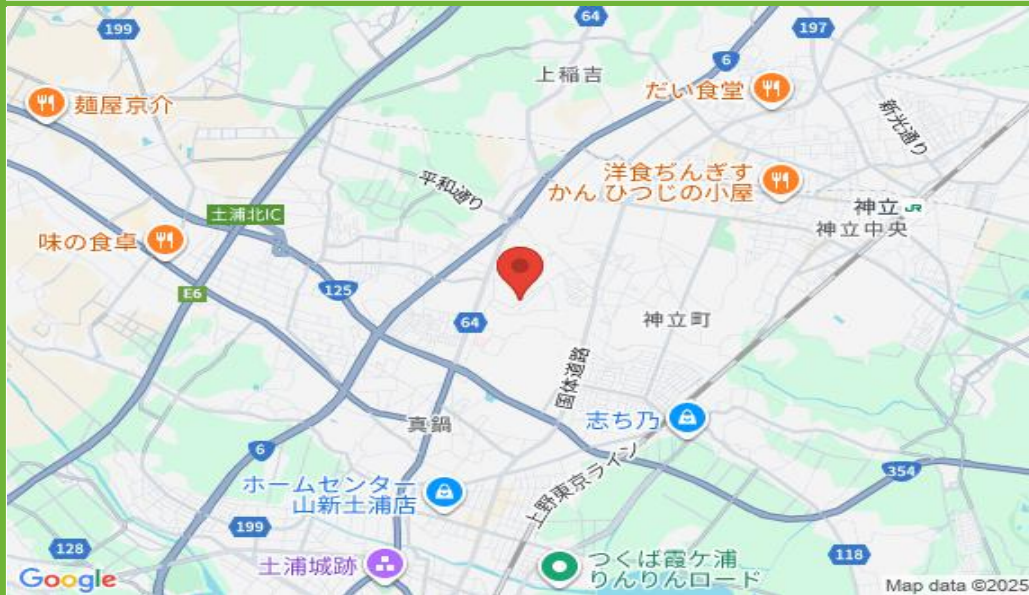 64
199
197
6
上稲吉
だい食堂
麺屋京介
新光通り
洋食ぢんぎす
かん ひつじの小屋
平和通り
神立 JR
神立中央
土浦北IC
味の食卓
125
E6
64
神立町
国体道路
志ち乃
真鍋
6
上野東京ライン
354
ホームセンター
山新土浦店
199
128
土浦城跡
つくば霞ケ浦
りんりんロード
118
Google
Map data ©2025